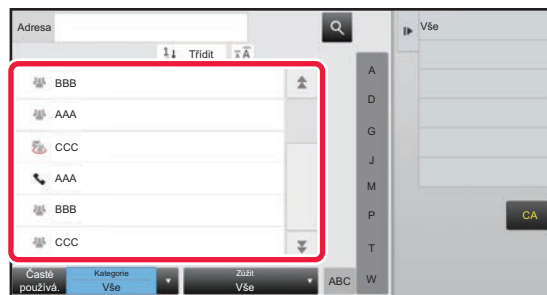 Adresa
Vše
Třídit
BBB
AAA
CCC
AAA
BBB
CCC
A
D
G
J
M
P
T
W
CA
Časté
používá.
Kategorie
Vše
Zúžit
Vše
ABC